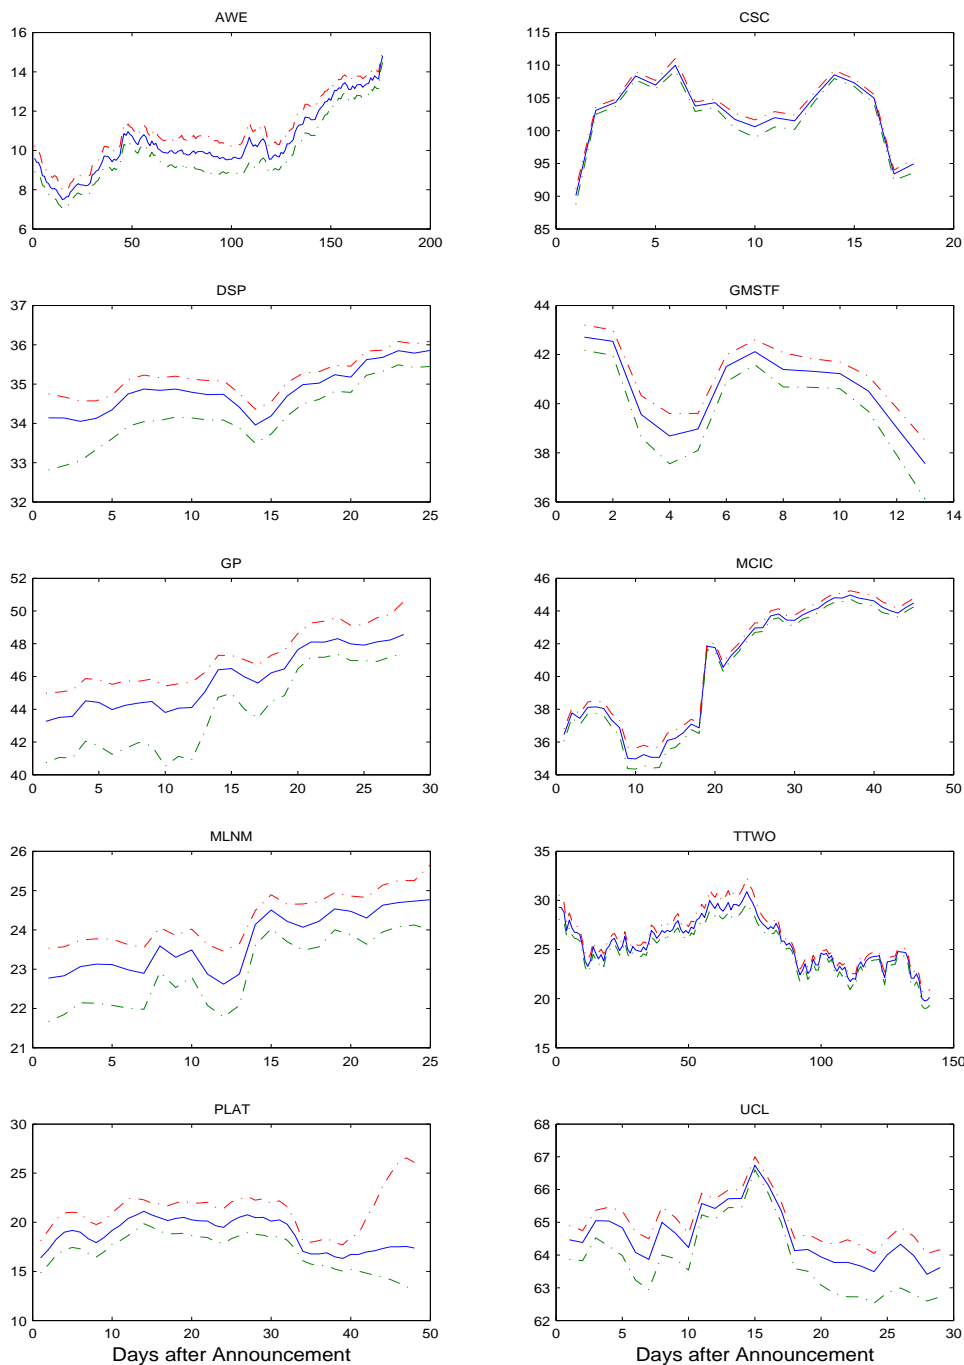 AWE
16
14
12
10
8
6
0 50 100 150 200
CSC
115
110
105
100
95
90
85
0 5 10 15 20
DSP
37
36
35
34
33
32
0 5 10 15 20 25
GMSTF
44
42
40
38
36
0 2 4 6 8 10 12 14
GP
52
50
48
46
44
42
40
0 5 10 15 20 25 30
MCIC
46
44
42
40
38
36
34
0 10 20 30 40 50
MLNM
26
25
24
23
22
21
0 5 10 15 20 25
TTWO
35
30
25
20
15
0 50 100 150
PLAT
30
25
20
15
10
0 10 20 30 40 50
Days after Announcement
UCL
68
67
66
65
64
63
62
0 5 10 15 20 25 30
Days after Announcement